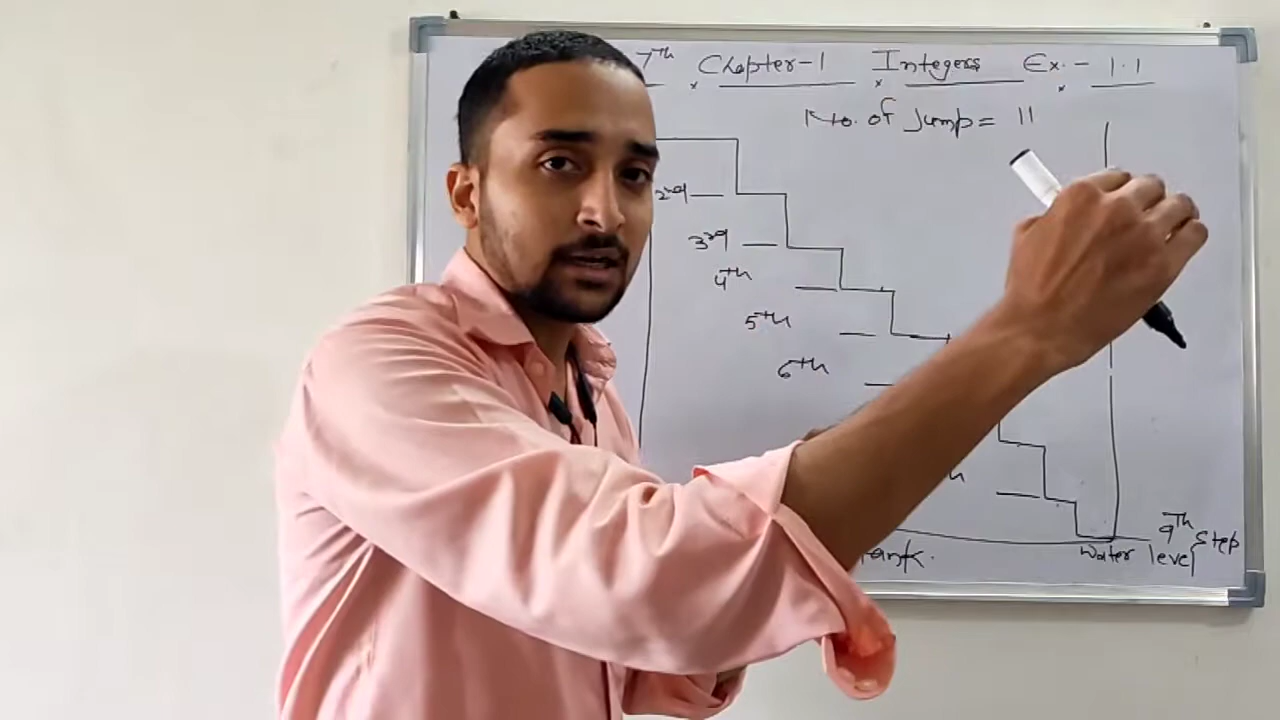 7th Chapter-1 Integers Ex.- 1.1
No. of Jump = 11
2nd
3rd
4th
5th
6th
tank.
Water level
9th Step